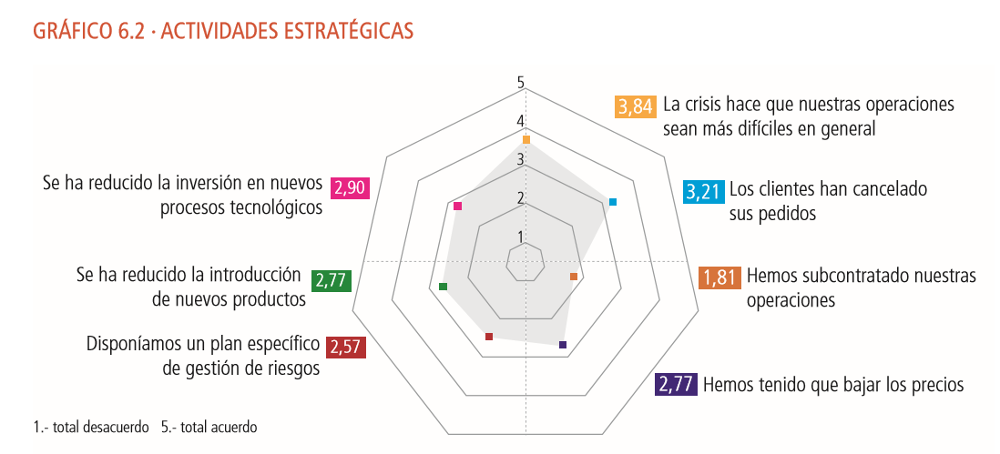 GRÁFICO 6.2 · ACTIVIDADES ESTRATÉGICAS
5
4
3
2
1
3,84 La crisis hace que nuestras operaciones
sean más difíciles en general
3,21 Los clientes han cancelado
sus pedidos
1,81 Hemos subcontratado nuestras
operaciones
2,77 Hemos tenido que bajar los precios
Se ha reducido la inversión en nuevos 2,90
procesos tecnológicos
Se ha reducido la introducción 2,77
de nuevos productos
Disponíamos un plan específico 2,57
de gestión de riesgos
1.- total desacuerdo 5.- total acuerdo